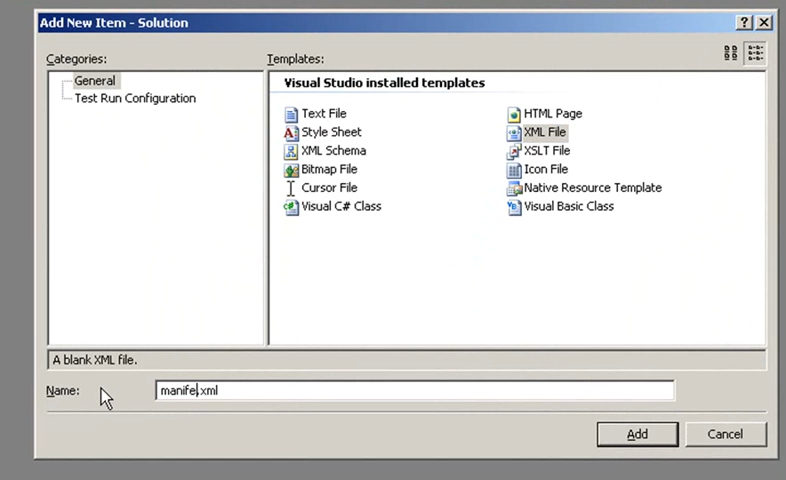 Add New Item - Solution
Categories:
Templates:
General
Test Run Configuration
Visual Studio installed templates
Text File
HTML Page
Style Sheet
XML File
XML Schema
XSLT File
Bitmap File
Icon File
Cursor File
Native Resource Template
Visual C# Class
Visual Basic Class
A blank XML file.
Name:
manife.xml
Add
Cancel